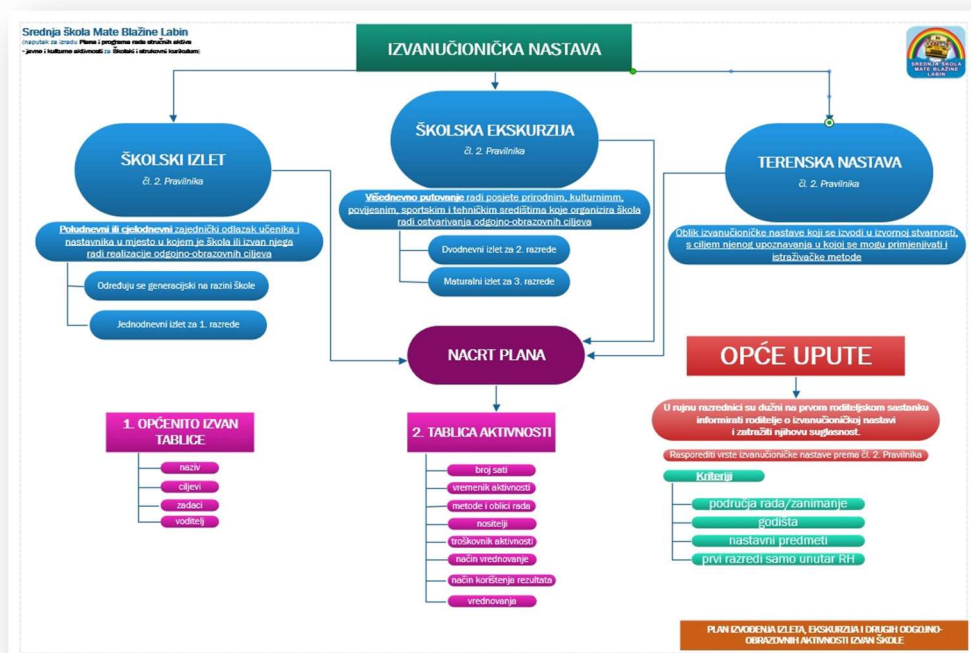 Srednja škola Mate Blažine Labin
(naputak za izradu Plana i programa rada stručnih aktiva
- javne i kulturne aktivnosti za Školski i strukovni kurikulum)
IZVANUČIONIČKA NASTAVA
SREDNJA ŠKOLA
MATE BLAŽINE
LABIN
ŠKOLSKI IZLET
čl. 2. Pravilnika
Poludnevni ili cjelodnevni zajednički odlazak učenika i
nastavnika u mjesto u kojem je škola ili izvan njega
radi realizacije odgojno-obrazovnih ciljeva
Određuju se generacijski na razini škole
Jednodnevni izlet za 1. razrede
ŠKOLSKA EKSKURZIJA
čl. 2. Pravilnika
Višednevno putovanje radi posjete prirodnim, kulturnimm,
povijesnim, sportskim i tehničkim središtima koje organizira škola
radi ostvarivanja odgojno-obrazovnih ciljeva
Dvodnevni izlet za 2. razrede
Maturalni izlet za 3. razrede
TERENSKA NASTAVA
čl. 2. Pravilnika
Oblik izvanučioničke nastave koji se izvodi u izvornoj stvarnosti,
s ciljem njenog upoznavanja u kojoj se mogu primjenjivati i
istraživačke metode
NACRT PLANA
1. OPĆENITO IZVAN
TABLICE
naziv
ciljevi
zadaci
voditelj
2. TABLICA AKTIVNOSTI
broj sati
vremenik aktivnosti
metode i oblici rada
nositelji
troškovnik aktivnosti
način vrednovanje
način korištenja rezultata
vrednovanja
OPĆE UPUTE
U rujnu razrednici su dužni na prvom roditeljskom sastanku
informirati roditelje o izvanučioničkoj nastavi
i zatražiti njihovu suglasnost.
Rasporediti vrste izvanučioničke nastave prema čl. 2. Pravilnika
Kriteriji
područja rada/zanimanje
godišta
nastavni predmeti
prvi razredi samo unutar RH
PLAN IZVOĐENJA IZLETA, EKSKURZIJA I DRUGIH ODGOJNO-
OBRAZOVNIH AKTIVNOSTI IZVAN ŠKOLE